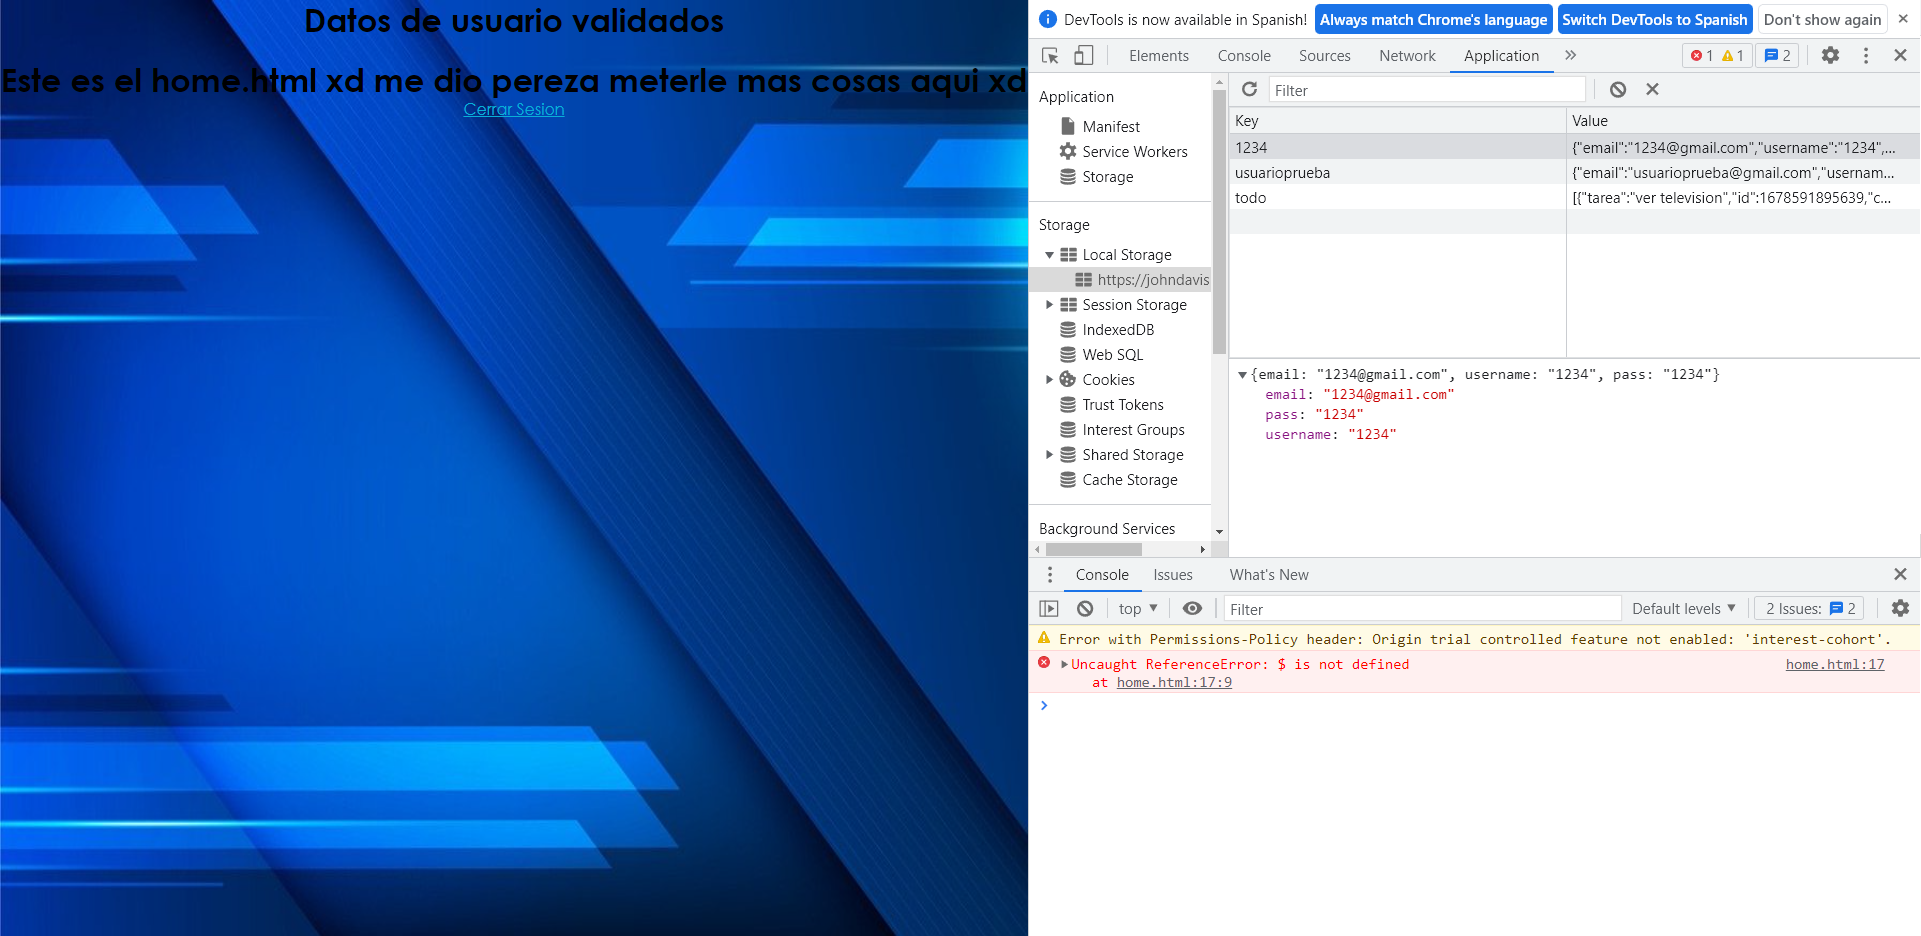 Datos de usuario validados
Este es el home.html xd me dio pereza meterle mas cosas aqui xd
Cerrar Sesion
DevTools is now available in Spanish! Always match Chrome's language Switch DevTools to Spanish Don't show again
Elements Console Sources Network Application 1 1 2
Application
Manifest
Service Workers
Storage
Storage
Local Storage
https://johndavis
Session Storage
IndexedDB
Web SQL
Cookies
Trust Tokens
Interest Groups
Shared Storage
Cache Storage
Background Services
Filter
Key Value
1234 {"email":"1234@gmail.com","username":"1234",...
usuarioprueba {"email":"usuarioprueba@gmail.com","usernam...
todo [{"tarea":"ver television","id":1678591895639,"c...
{email: "1234@gmail.com", username: "1234", pass: "1234"}
email: "1234@gmail.com"
pass: "1234"
username: "1234"
Console Issues What's New
top Filter Default levels 2 Issues: 2
Error with Permissions-Policy header: Origin trial controlled feature not enabled: 'interest-cohort'.
Uncaught ReferenceError: $ is not defined home.html:17
at home.html:17:9